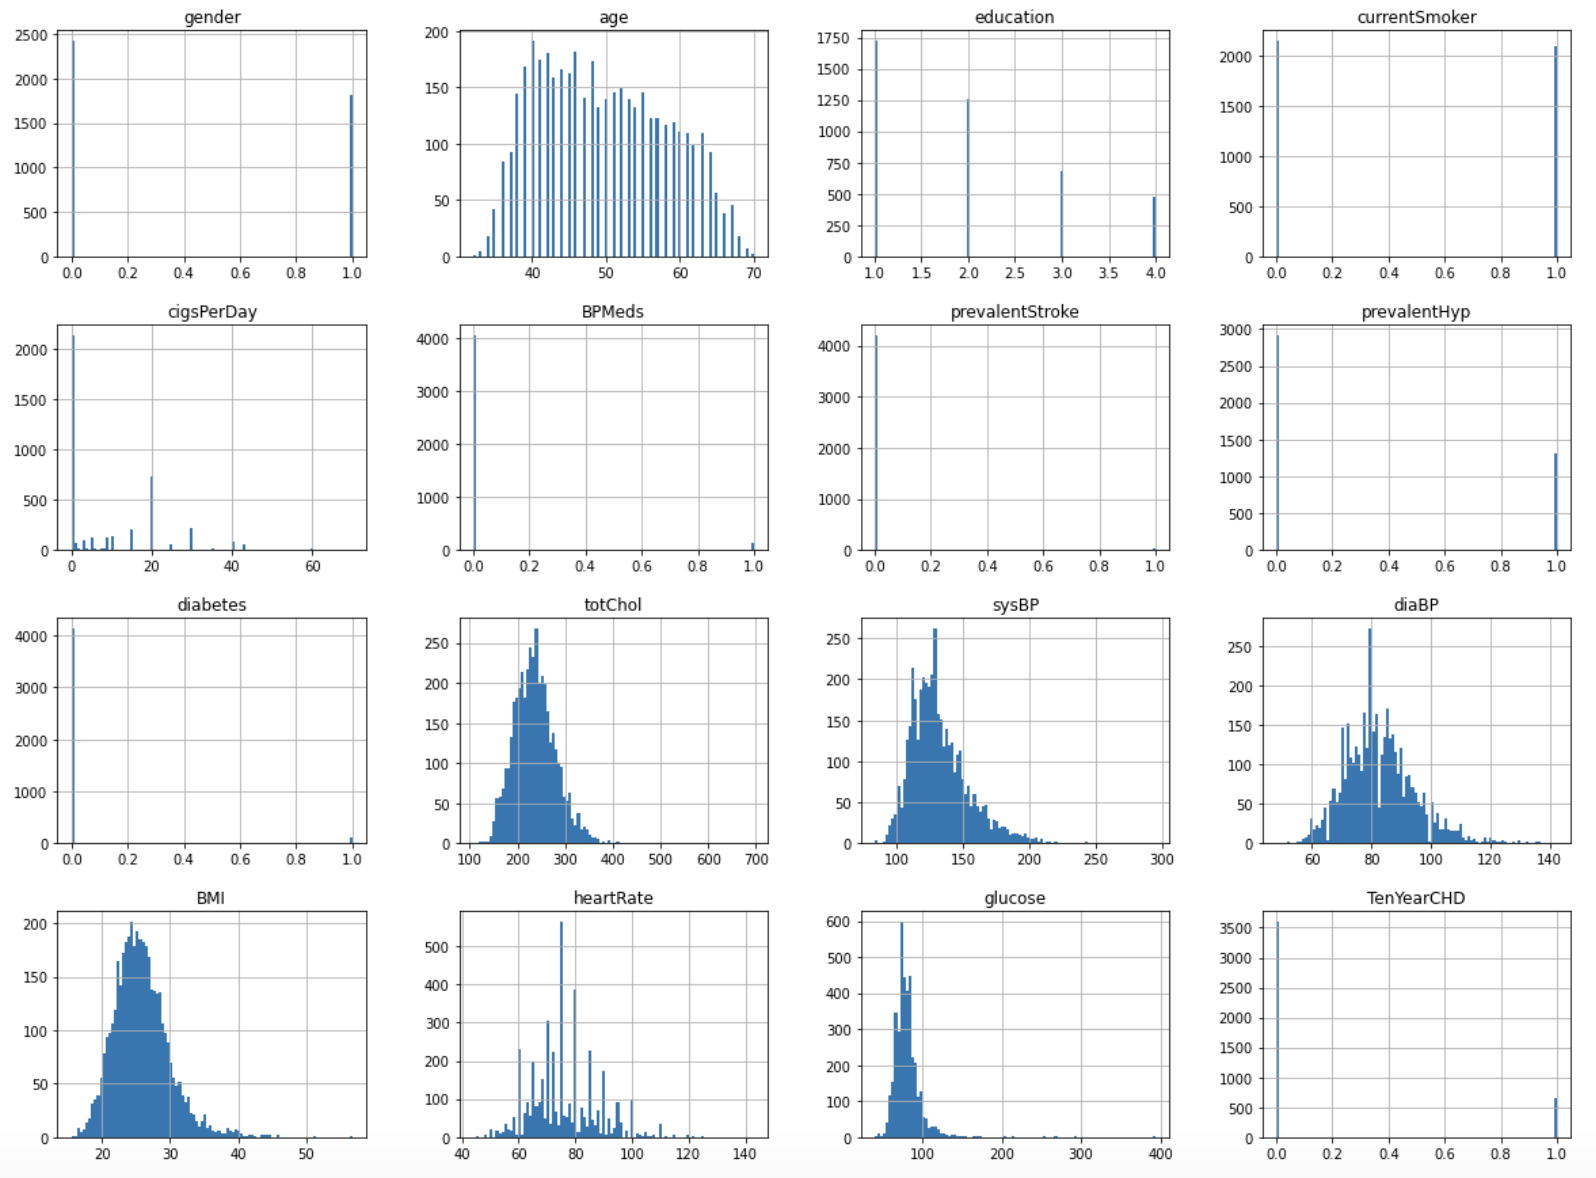 gender age education currentSmoker
2500 2000 1500 1000 500 0 200 150 100 50 0 1750 1500 1250 1000 750 500 250 0 2000 1500 1000 500 0
0.0 0.2 0.4 0.6 0.8 1.0 40 50 60 70 1.0 1.5 2.0 2.5 3.0 3.5 4.0 0.0 0.2 0.4 0.6 0.8 1.0
cigsPerDay BPMeds prevalentStroke prevalentHyp
2000 1500 1000 500 0 4000 3000 2000 1000 0 4000 3000 2000 1000 0 3000 2500 2000 1500 1000 500 0
0 20 40 60 0.0 0.2 0.4 0.6 0.8 1.0 0.0 0.2 0.4 0.6 0.8 1.0 0.0 0.2 0.4 0.6 0.8 1.0
diabetes totChol sysBP diaBP
4000 3000 2000 1000 0 250 200 150 100 50 0 250 200 150 100 50 0 250 200 150 100 50 0
0.0 0.2 0.4 0.6 0.8 1.0 100 200 300 400 500 600 700 100 150 200 250 300 60 80 100 120 140
BMI heartRate glucose TenYearCHD
200 150 100 50 0 500 400 300 200 100 0 600 500 400 300 200 100 0 3500 3000 2500 2000 1500 1000 500 0
20 30 40 50 40 60 80 100 120 140 100 200 300 400 0.0 0.2 0.4 0.6 0.8 1.0